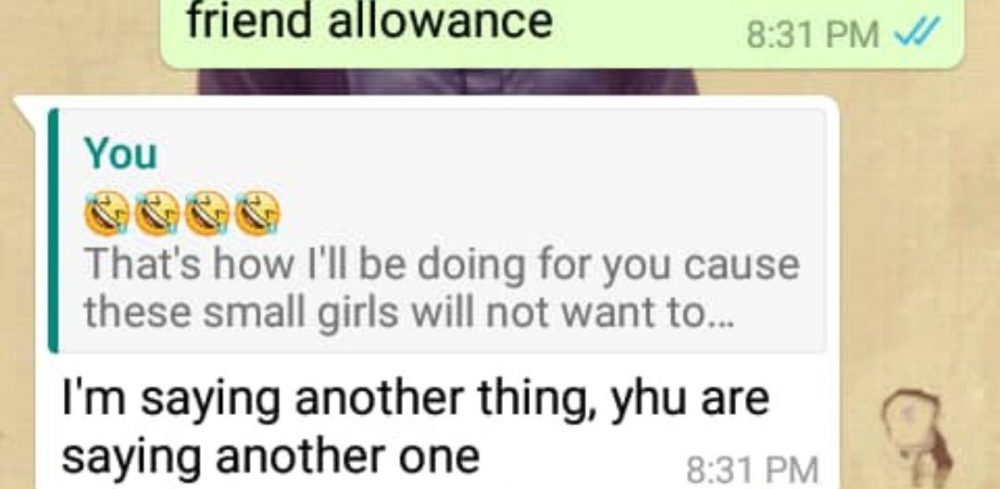 friend allowance
8:31 PM
You
🤣🤣🤣🤣
That's how I'll be doing for you cause
these small girls will not want to...
I'm saying another thing, yhu are
saying another one
8:31 PM